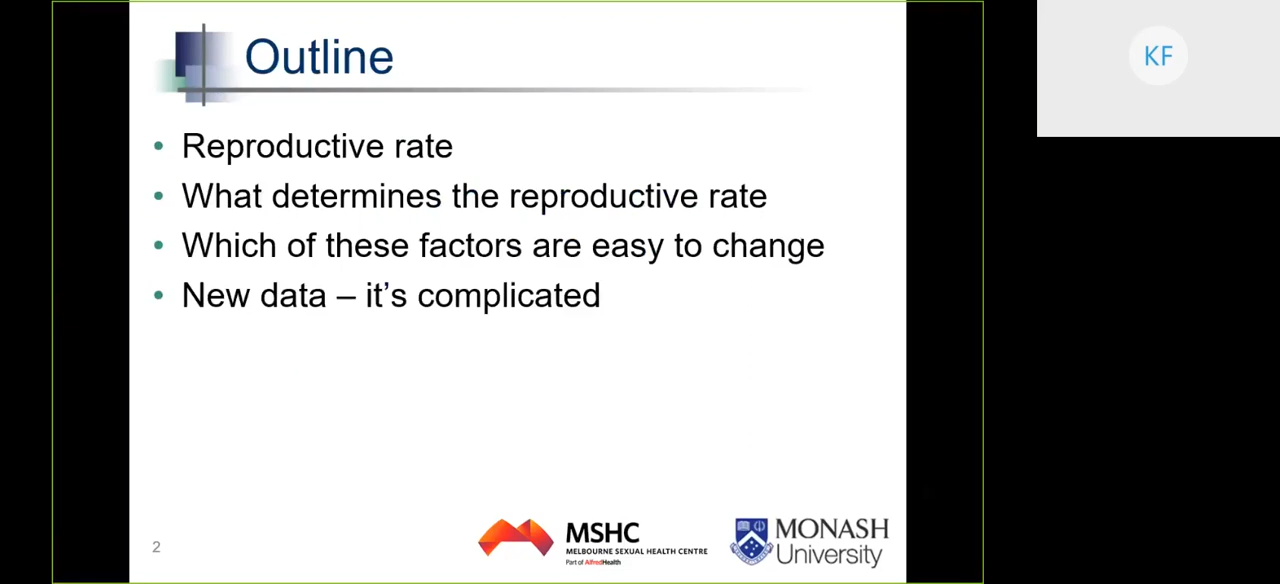 Outline
KF
• Reproductive rate
• What determines the reproductive rate
• Which of these factors are easy to change
• New data – it's complicated
2
MSHC
MELBOURNE SEXUAL HEALTH CENTRE
Part of AlfredHealth
MONASH
University